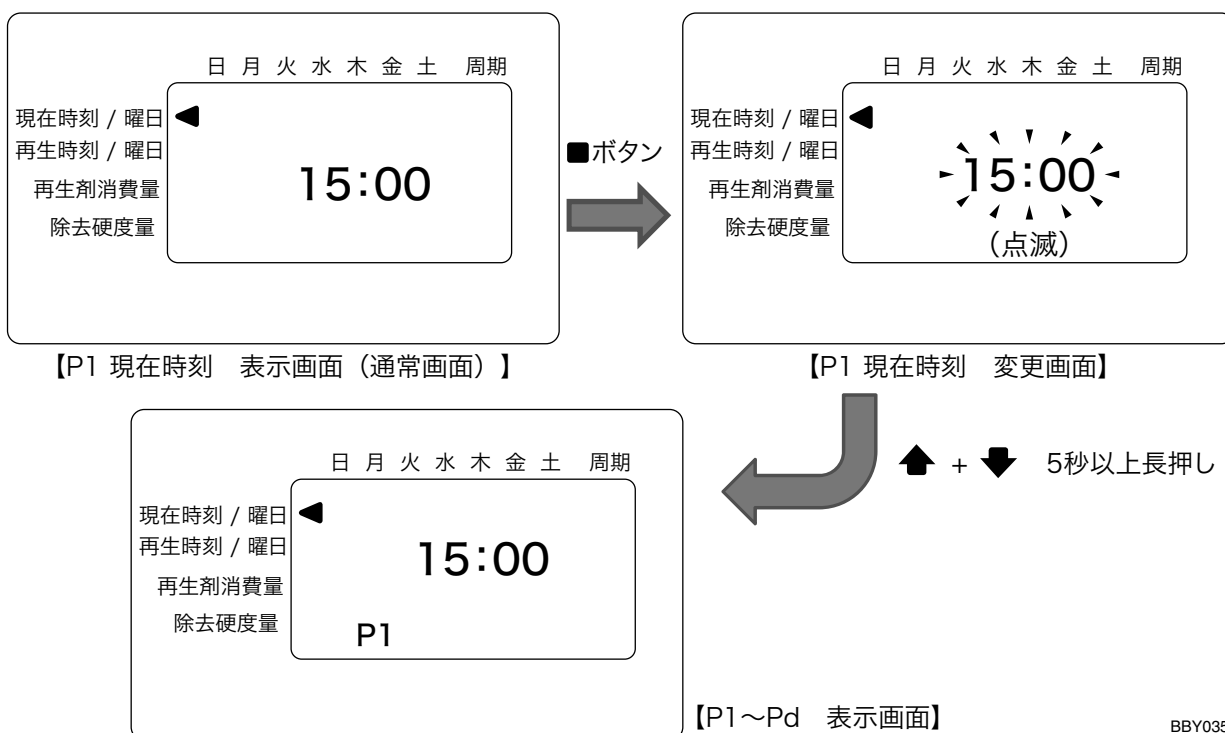 日 月 火 水 木 金 土 周期
現在時刻 / 曜日
再生時刻 / 曜日
再生剤消費量
除去硬度量
15:00
【P1 現在時刻 表示画面（通常画面）】
■ボタン
日 月 火 水 木 金 土 周期
現在時刻 / 曜日
再生時刻 / 曜日
再生剤消費量
除去硬度量
15:00
（点滅）
【P1 現在時刻 変更画面】
+ 5秒以上長押し
日 月 火 水 木 金 土 周期
現在時刻 / 曜日
再生時刻 / 曜日
再生剤消費量
除去硬度量
15:00
P1
【P1〜Pd 表示画面】
BBY035